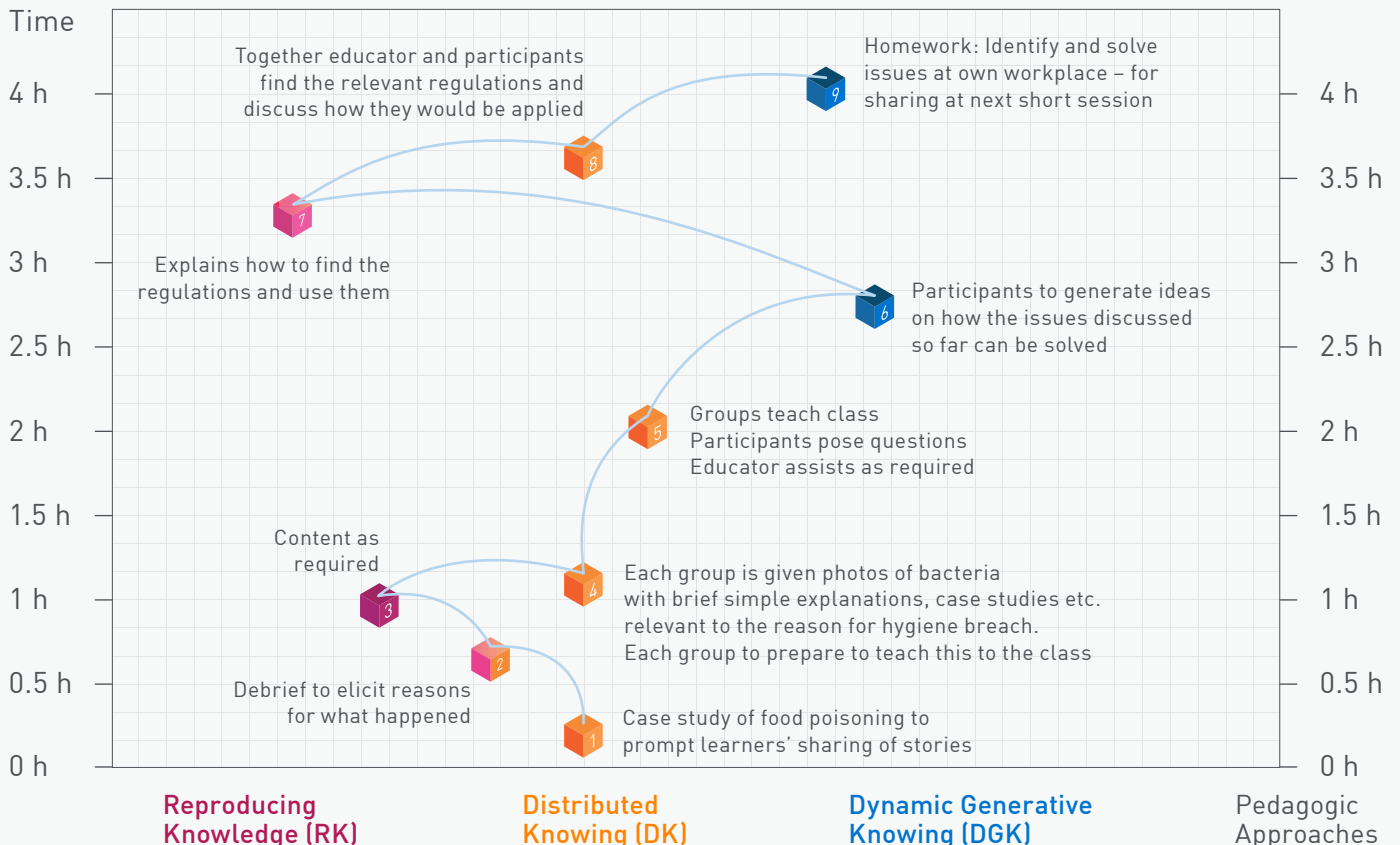 Time
4 h
3.5 h
3 h
2.5 h
2 h
1.5 h
1 h
0.5 h
0 h
Together educator and participants
find the relevant regulations and
discuss how they would be applied
Homework: Identify and solve
issues at own workplace – for
sharing at next short session
9
8
7
Explains how to find the
regulations and use them
6
Participants to generate ideas
on how the issues discussed
so far can be solved
5
Groups teach class
Participants pose questions
Educator assists as required
Content as
required
3
4
Each group is given photos of bacteria
with brief simple explanations, case studies etc.
relevant to the reason for hygiene breach.
Each group to prepare to teach this to the class
2
Debrief to elicit reasons
for what happened
1
Case study of food poisoning to
prompt learners’ sharing of stories
4 h
3.5 h
3 h
2.5 h
2 h
1.5 h
1 h
0.5 h
0 h
Reproducing
Knowledge (RK)
Distributed
Knowing (DK)
Dynamic Generative
Knowing (DGK)
Pedagogic
Approaches